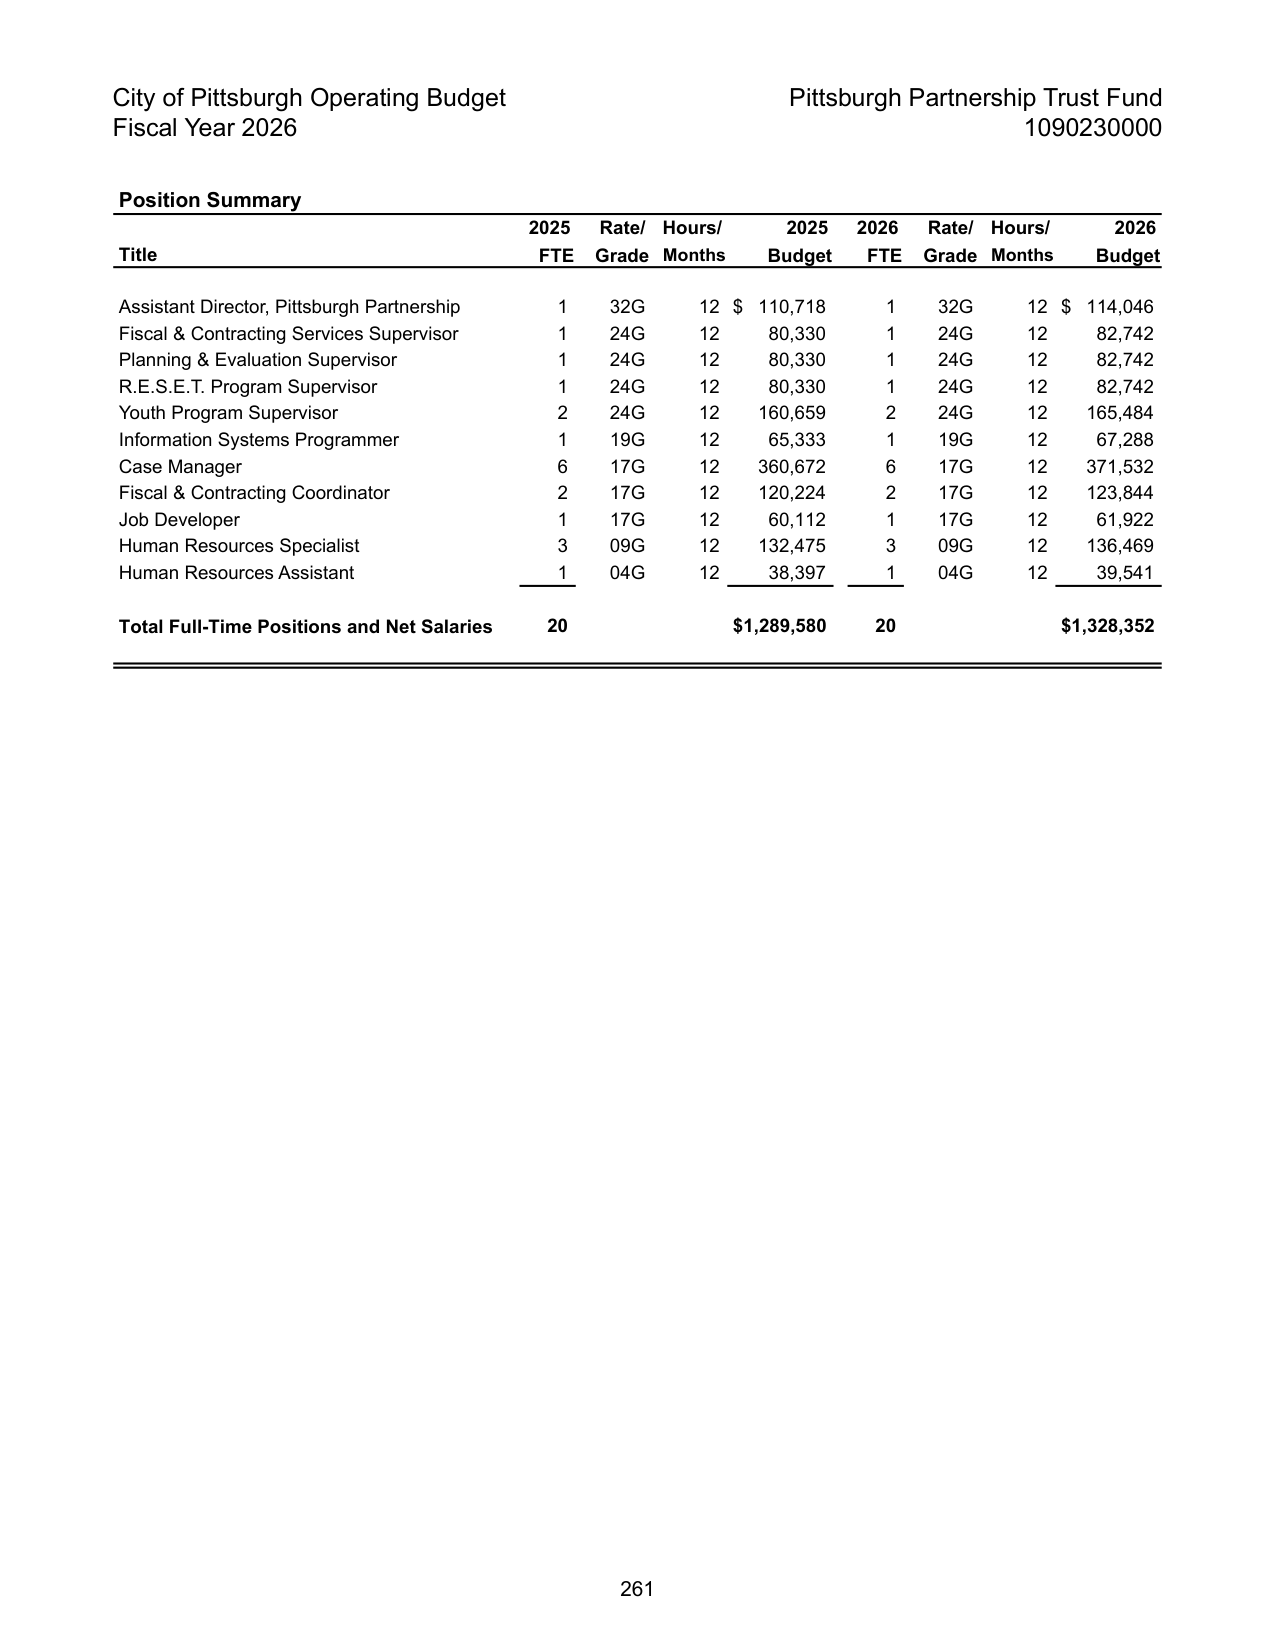 City of Pittsburgh Operating Budget Pittsburgh Partnership Trust Fund
Fiscal Year 2026 1090230000
Position Summary
2025 Rate/ Hours/ 2025 2026 Rate/ Hours/ 2026
Title FTE Grade Months Budget FTE Grade Months Budget
Assistant Director, Pittsburgh Partnership 1 32G 12 $ 110,718 1 32G 12 $ 114,046
Fiscal & Contracting Services Supervisor 1 24G 12 80,330 1 24G 12 82,742
Planning & Evaluation Supervisor 1 24G 12 80,330 1 24G 12 82,742
R.E.S.E.T. Program Supervisor 1 24G 12 80,330 1 24G 12 82,742
Youth Program Supervisor 2 24G 12 160,659 2 24G 12 165,484
Information Systems Programmer 1 19G 12 65,333 1 19G 12 67,288
Case Manager 6 17G 12 360,672 6 17G 12 371,532
Fiscal & Contracting Coordinator 2 17G 12 120,224 2 17G 12 123,844
Job Developer 1 17G 12 60,112 1 17G 12 61,922
Human Resources Specialist 3 09G 12 132,475 3 09G 12 136,469
Human Resources Assistant 1 04G 12 38,397 1 04G 12 39,541
Total Full-Time Positions and Net Salaries 20 $1,289,580 20 $1,328,352
261